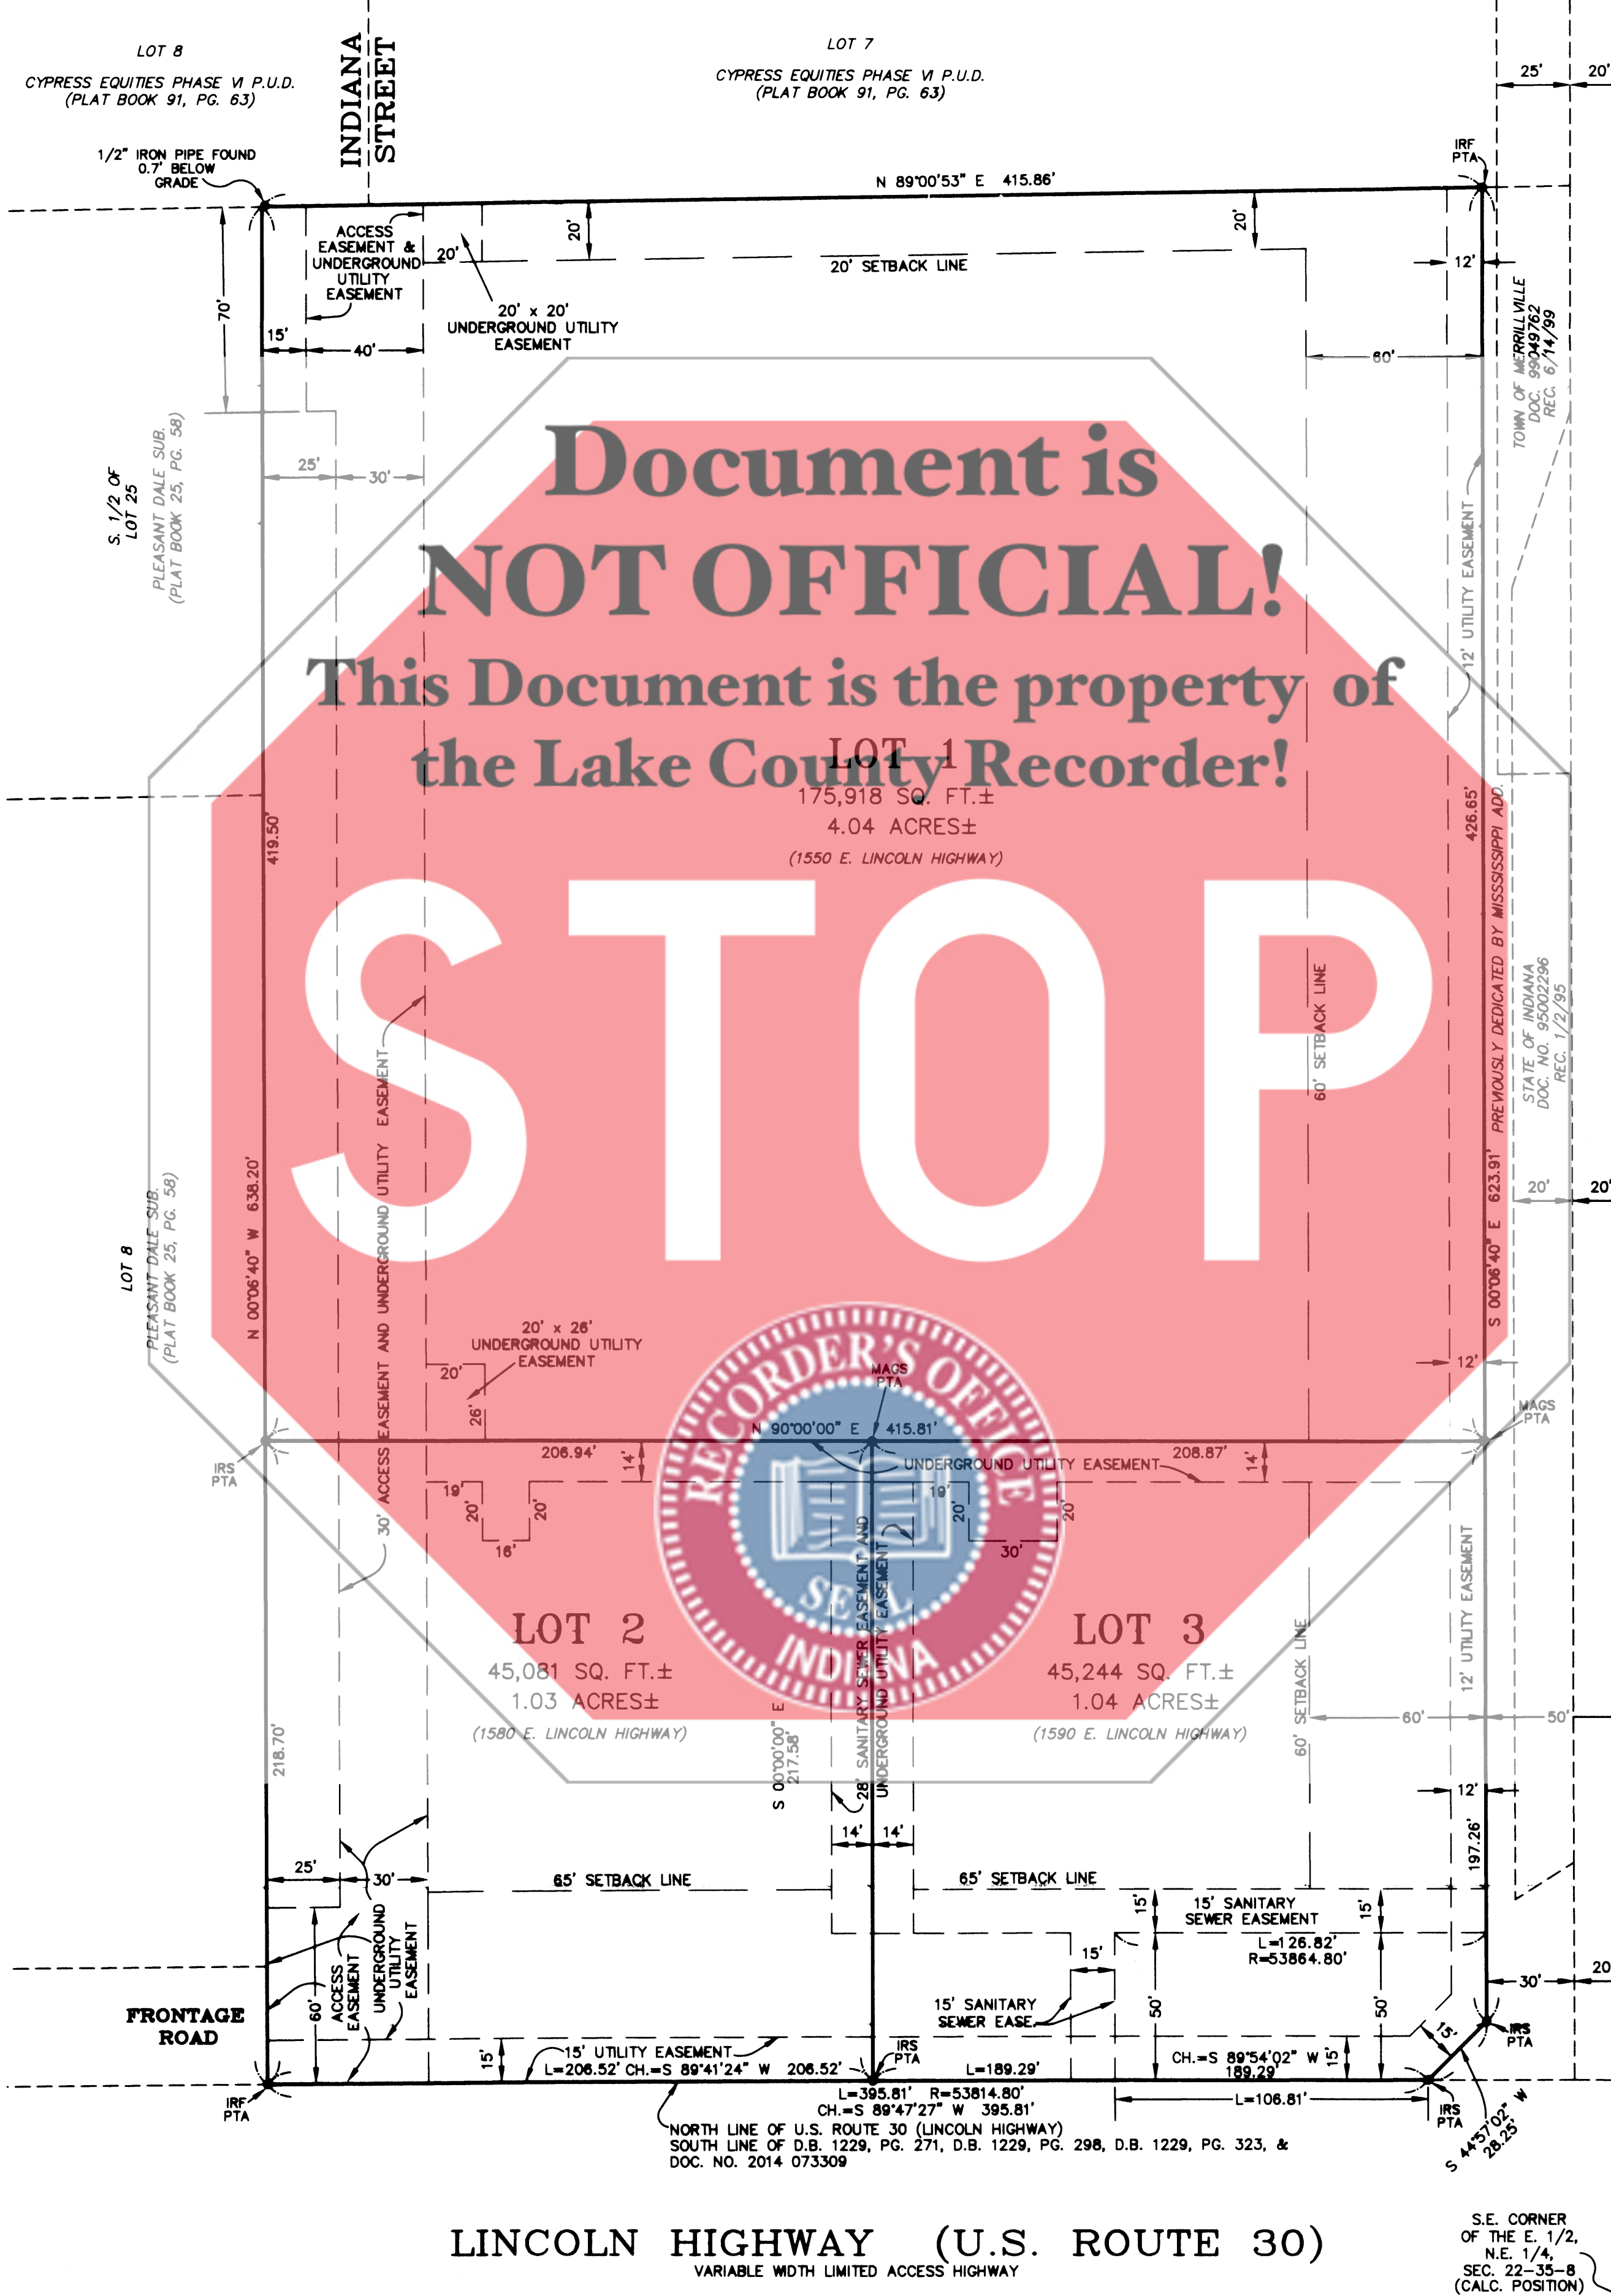 LOT 8
CYPRESS EQUITIES PHASE VI P.U.D.
(PLAT BOOK 91, PG. 63)
INDIANA
STREET
LOT 7
CYPRESS EQUITIES PHASE VI P.U.D.
(PLAT BOOK 91, PG. 63)
25'
20'
1/2" IRON PIPE FOUND
0.7' BELOW
GRADE
IRF
PTA
N 89°00'53" E 415.86'
ACCESS
EASEMENT &
UNDERGROUND
UTILITY
EASEMENT
20'
20'
20'
20' SETBACK LINE
12'
70'
15'
40'
20' x 20'
UNDERGROUND UTILITY
EASEMENT
60'
TOWN OF MERRILLVILLE
DOC. 99049762
REC. 6/14/99
S. 1/2 OF
LOT 25
PLEASANT DALE SUB.
(PLAT BOOK 25, PG. 58)
25'
30'
Document is
NOT OFFICIAL!
This Document is the property of
the Lake County Recorder!
12' UTILITY EASEMENT
LOT 1
175,918 SQ. FT.±
4.04 ACRES±
(1550 E. LINCOLN HIGHWAY)
419.50'
426.65'
STOP
60' SETBACK LINE
PREVIOUSLY DEDICATED BY MISSSISSIPPI ADD.
STATE OF INDIANA
DOC. NO. 95002296
REC. 1/2/95
N 00°06'40" W 638.20'
S 00°06'40" E 623.91'
20'
20'
LOT 8
PLEASANT DALE SUB.
(PLAT BOOK 25, PG. 58)
30' ACCESS EASEMENT AND UNDERGROUND UTILITY EASEMENT
20' x 26'
UNDERGROUND UTILITY
EASEMENT
20'
26'
RECORDER'S OFFICE
SEAL
INDIANA
MAGS
PTA
12'
MAGS
PTA
N 90°00'00" E 415.81'
IRS
PTA
206.94'
14'
208.87'
14'
UNDERGROUND UTILITY EASEMENT
19'
20'
20'
16'
19'
20'
20'
30'
LOT 2
45,081 SQ. FT.±
1.03 ACRES±
(1580 E. LINCOLN HIGHWAY)
S 00°00'00" E
217.58'
28' SANITARY SEWER EASEMENT AND
UNDERGROUND UTILITY EASEMENT
LOT 3
45,244 SQ. FT.±
1.04 ACRES±
(1590 E. LINCOLN HIGHWAY)
60' SETBACK LINE
12' UTILITY EASEMENT
60'
50'
218.70'
12'
197.26'
14'
14'
25'
30'
65' SETBACK LINE
65' SETBACK LINE
15'
15' SANITARY
SEWER EASEMENT
15'
L=126.82'
R=53864.80'
15'
60'
ACCESS
EASEMENT
UNDERGROUND
UTILITY
EASEMENT
30'
20
FRONTAGE
ROAD
15' SANITARY
SEWER EASE.
50'
50'
15'
IRS
PTA
15'
15' UTILITY EASEMENT
L=206.52' CH.=S 89°41'24" W 206.52'
IRS
PTA
L=189.29'
CH.=S 89°54'02" W
189.29'
15'
IRF
PTA
L=395.81' R=53814.80'
CH.=S 89°47'27" W 395.81'
L=106.81'
IRS
PTA
S 44°57'02" W
28.25'
NORTH LINE OF U.S. ROUTE 30 (LINCOLN HIGHWAY)
SOUTH LINE OF D.B. 1229, PG. 271, D.B. 1229, PG. 298, D.B. 1229, PG. 323, &
DOC. NO. 2014 073309
LINCOLN HIGHWAY (U.S. ROUTE 30)
VARIABLE WIDTH LIMITED ACCESS HIGHWAY
S.E. CORNER
OF THE E. 1/2,
N.E. 1/4,
SEC. 22-35-8
(CALC. POSITION)